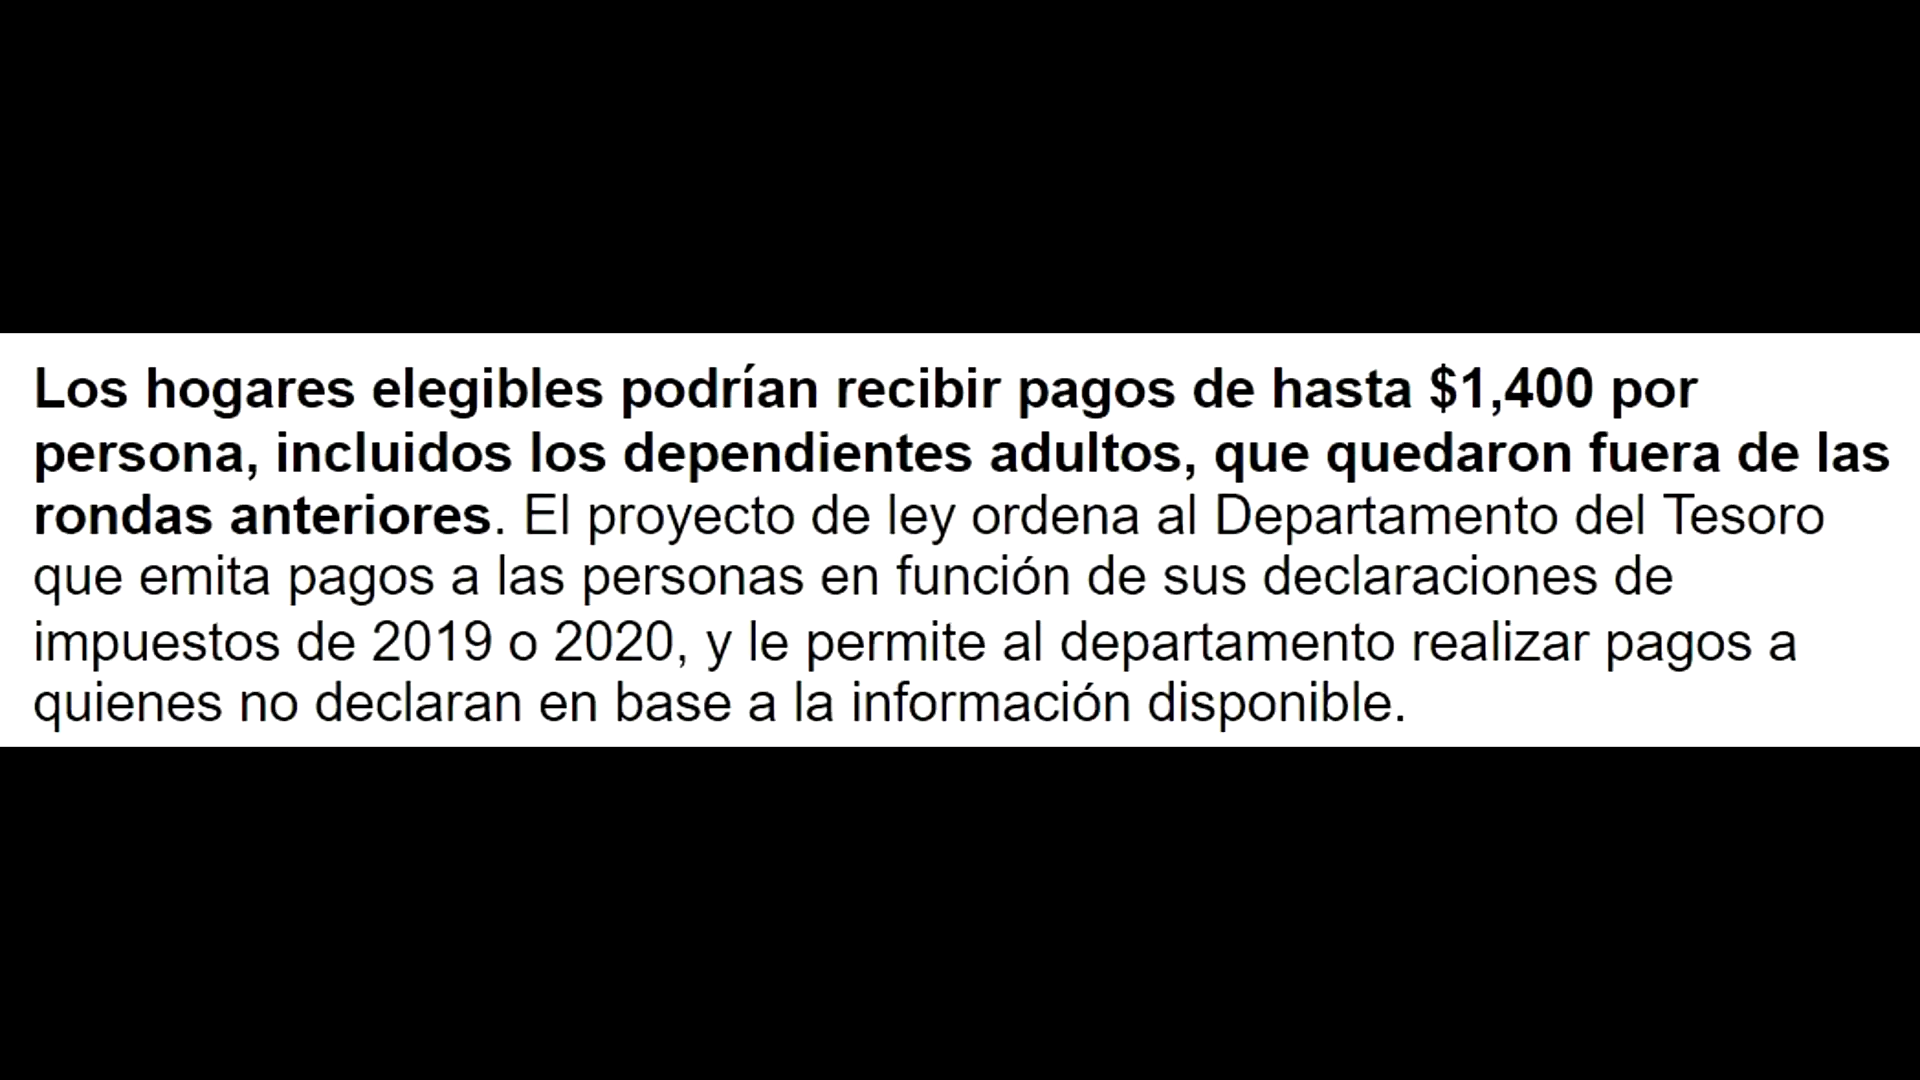 Los hogares elegibles podrían recibir pagos de hasta $1,400 por
persona, incluidos los dependientes adultos, que quedaron fuera de las
rondas anteriores. El proyecto de ley ordena al Departamento del Tesoro
que emita pagos a las personas en función de sus declaraciones de
impuestos de 2019 o 2020, y le permite al departamento realizar pagos a
quienes no declaran en base a la información disponible.